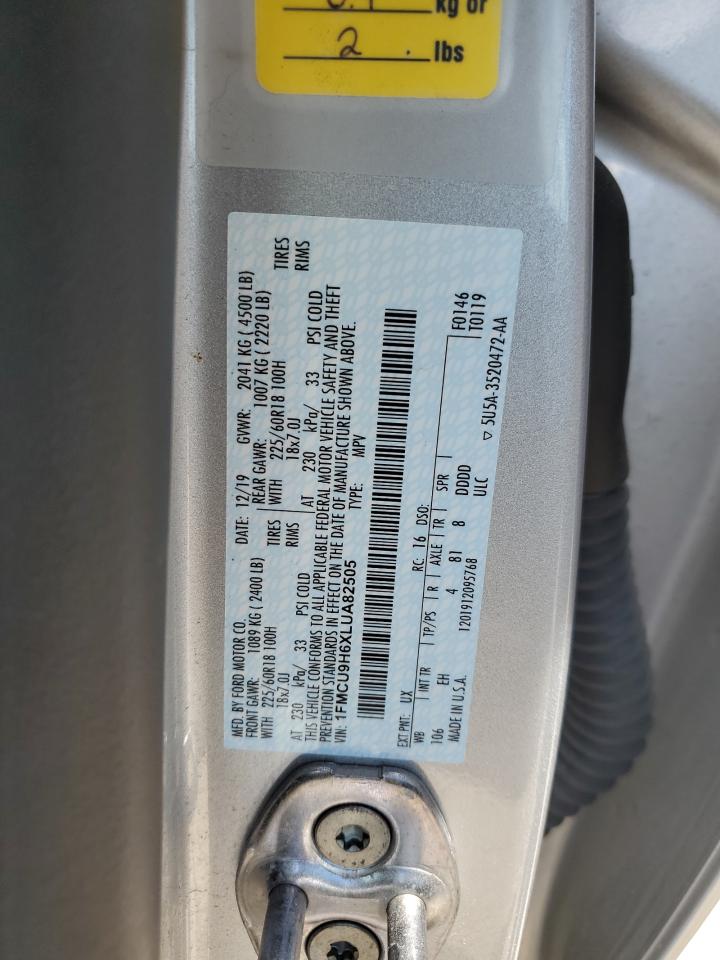 kg or
2 lbs
MFD. BY FORD MOTOR CO. DATE: 12/19 GVWR: 2041 KG ( 4500 LB)
FRONT GAWR: 1089 KG ( 2400 LB) REAR GAWR: 1007 KG ( 2220 LB)
WITH 225/60R18 100H TIRES WITH 225/60R18 100H TIRES
18x7.0J RIMS 18x7.0J RIMS
AT 230 kPa/ 33 PSI COLD AT 230 kPa/ 33 PSI COLD
THIS VEHICLE CONFORMS TO ALL APPLICABLE FEDERAL MOTOR VEHICLE SAFETY AND THEFT
PREVENTION STANDARDS IN EFFECT ON THE DATE OF MANUFACTURE SHOWN ABOVE.
VIN: 1FMCU9H6XLUA82505 TYPE: MPV
EXT PNT: UX RC: 16 DSO: F0146
WB INT TR TP/PS R AXLE TR SPR T0119
106 EH 4 81 8 DDDD
MADE IN U.S.A. 1201912095768 ULC
▽ 5U5A-3520472-AA